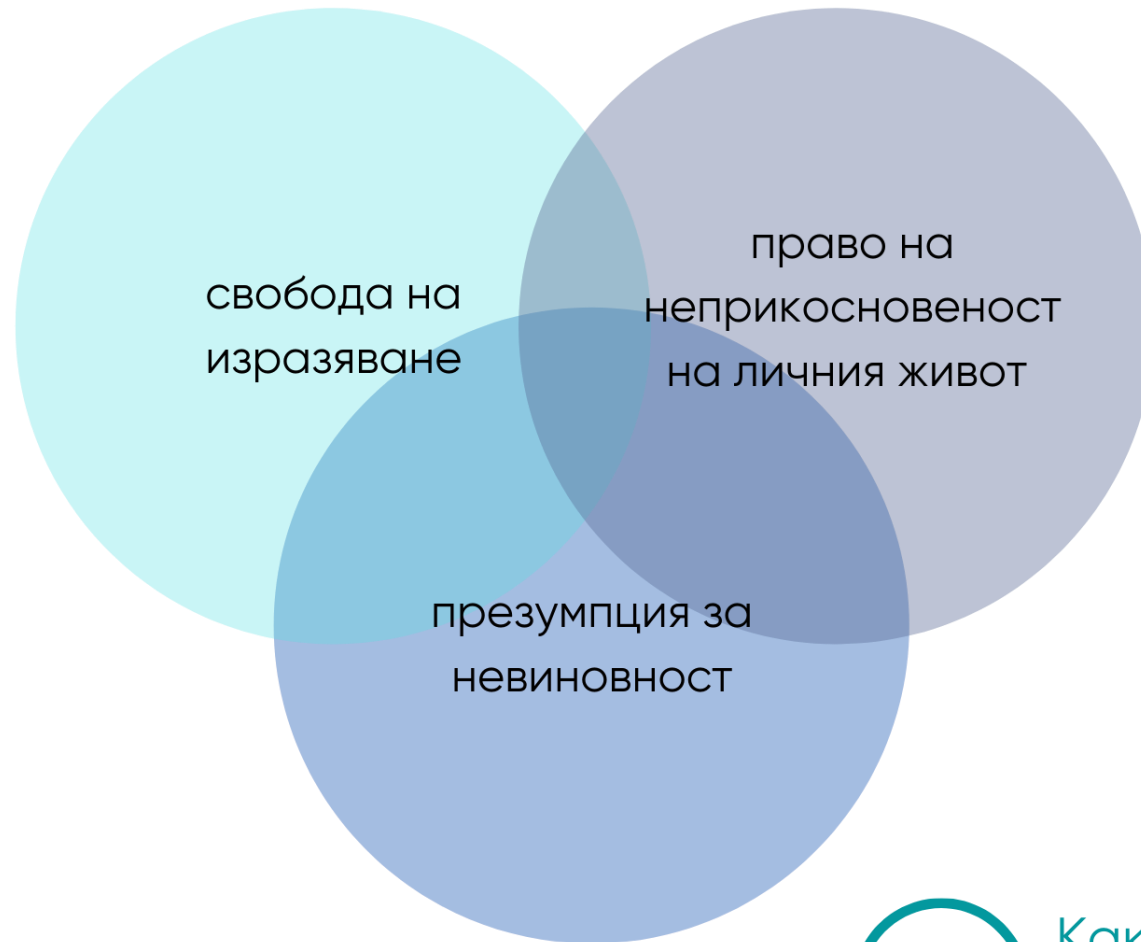 свобода на
изразяване
право на
неприкосновеност
на личния живот
презумпция за
невиновност